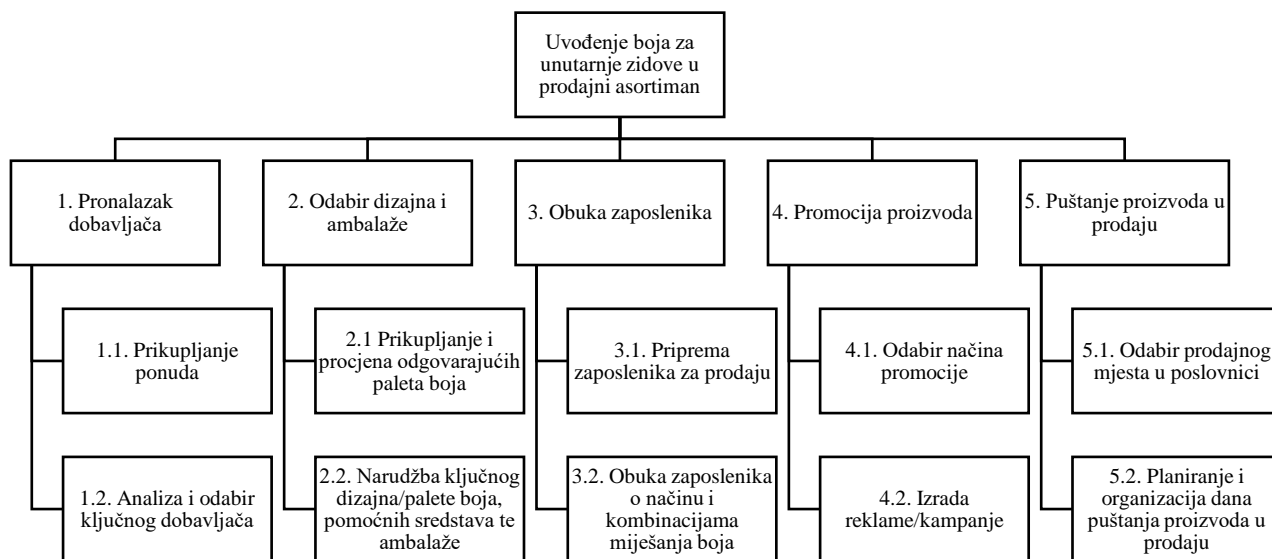 Uvođenje boja za
unutarnje zidove u
prodajni asortiman
1. Pronalazak
dobavljača
2. Odabir dizajna i
ambalaže
3. Obuka zaposlenika
4. Promocija proizvoda
5. Puštanje proizvoda u
prodaju
1.1. Prikupljanje
ponuda
2.1 Prikupljanje i
procjena odgovarajućih
paleta boja
3.1. Priprema
zaposlenika za prodaju
4.1. Odabir načina
promocije
5.1. Odabir prodajnog
mjesta u poslovnici
1.2. Analiza i odabir
ključnog dobavljača
2.2. Narudžba ključnog
dizajna/palete boja,
pomoćnih sredstava te
ambalaže
3.2. Obuka zaposlenika
o načinu i
kombinacijama
miješanja boja
4.2. Izrada
reklame/kampanje
5.2. Planiranje i
organizacija dana
puštanja proizvoda u
prodaju